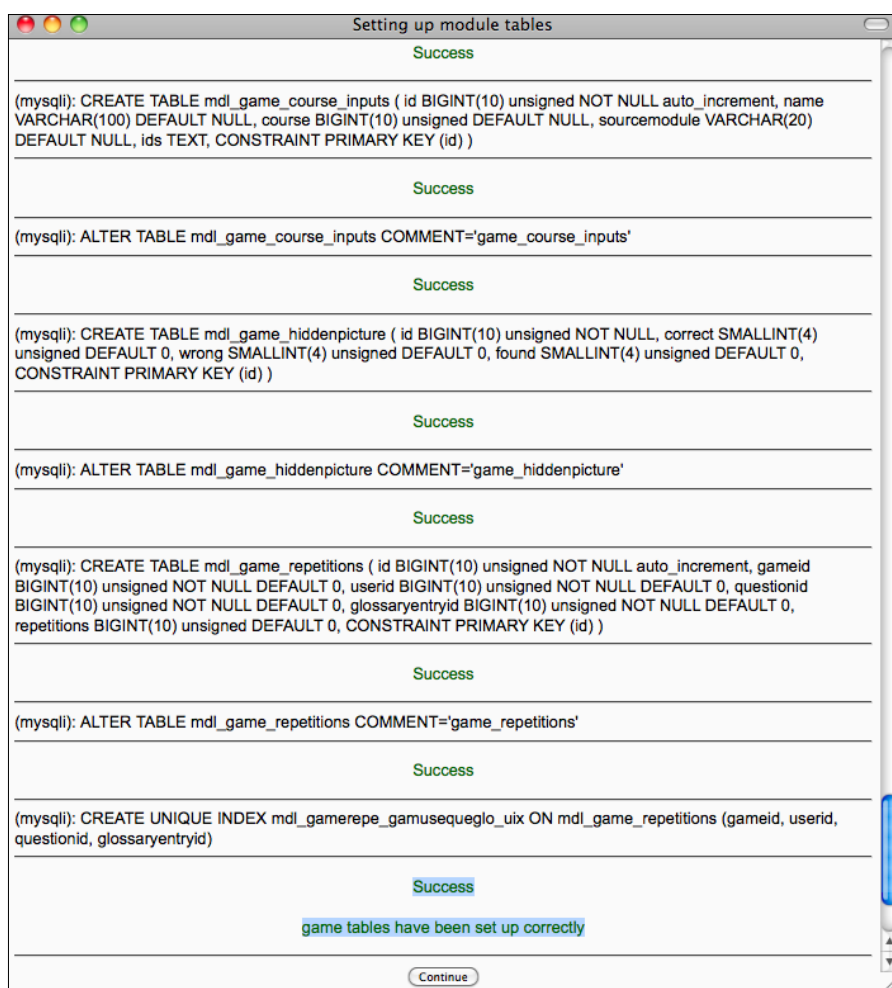 Setting up module tables
Success
(mysqli): CREATE TABLE mdl_game_course_inputs ( id BIGINT(10) unsigned NOT NULL auto_increment, name
VARCHAR(100) DEFAULT NULL, course BIGINT(10) unsigned DEFAULT NULL, sourcemodule VARCHAR(20)
DEFAULT NULL, ids TEXT, CONSTRAINT PRIMARY KEY (id) )
Success
(mysqli): ALTER TABLE mdl_game_course_inputs COMMENT='game_course_inputs'
Success
(mysqli): CREATE TABLE mdl_game_hiddenpicture ( id BIGINT(10) unsigned NOT NULL, correct SMALLINT(4)
unsigned DEFAULT 0, wrong SMALLINT(4) unsigned DEFAULT 0, found SMALLINT(4) unsigned DEFAULT 0,
CONSTRAINT PRIMARY KEY (id) )
Success
(mysqli): ALTER TABLE mdl_game_hiddenpicture COMMENT='game_hiddenpicture'
Success
(mysqli): CREATE TABLE mdl_game_repetitions ( id BIGINT(10) unsigned NOT NULL auto_increment, gameid
BIGINT(10) unsigned NOT NULL DEFAULT 0, userid BIGINT(10) unsigned NOT NULL DEFAULT 0, questionid
BIGINT(10) unsigned NOT NULL DEFAULT 0, glossaryentryid BIGINT(10) unsigned NOT NULL DEFAULT 0,
repetitions BIGINT(10) unsigned DEFAULT 0, CONSTRAINT PRIMARY KEY (id) )
Success
(mysqli): ALTER TABLE mdl_game_repetitions COMMENT='game_repetitions'
Success
(mysqli): CREATE UNIQUE INDEX mdl_gamerepe_gamusequeglo_uix ON mdl_game_repetitions (gameid, userid,
questionid, glossaryentryid)
Success
game tables have been set up correctly
Continue